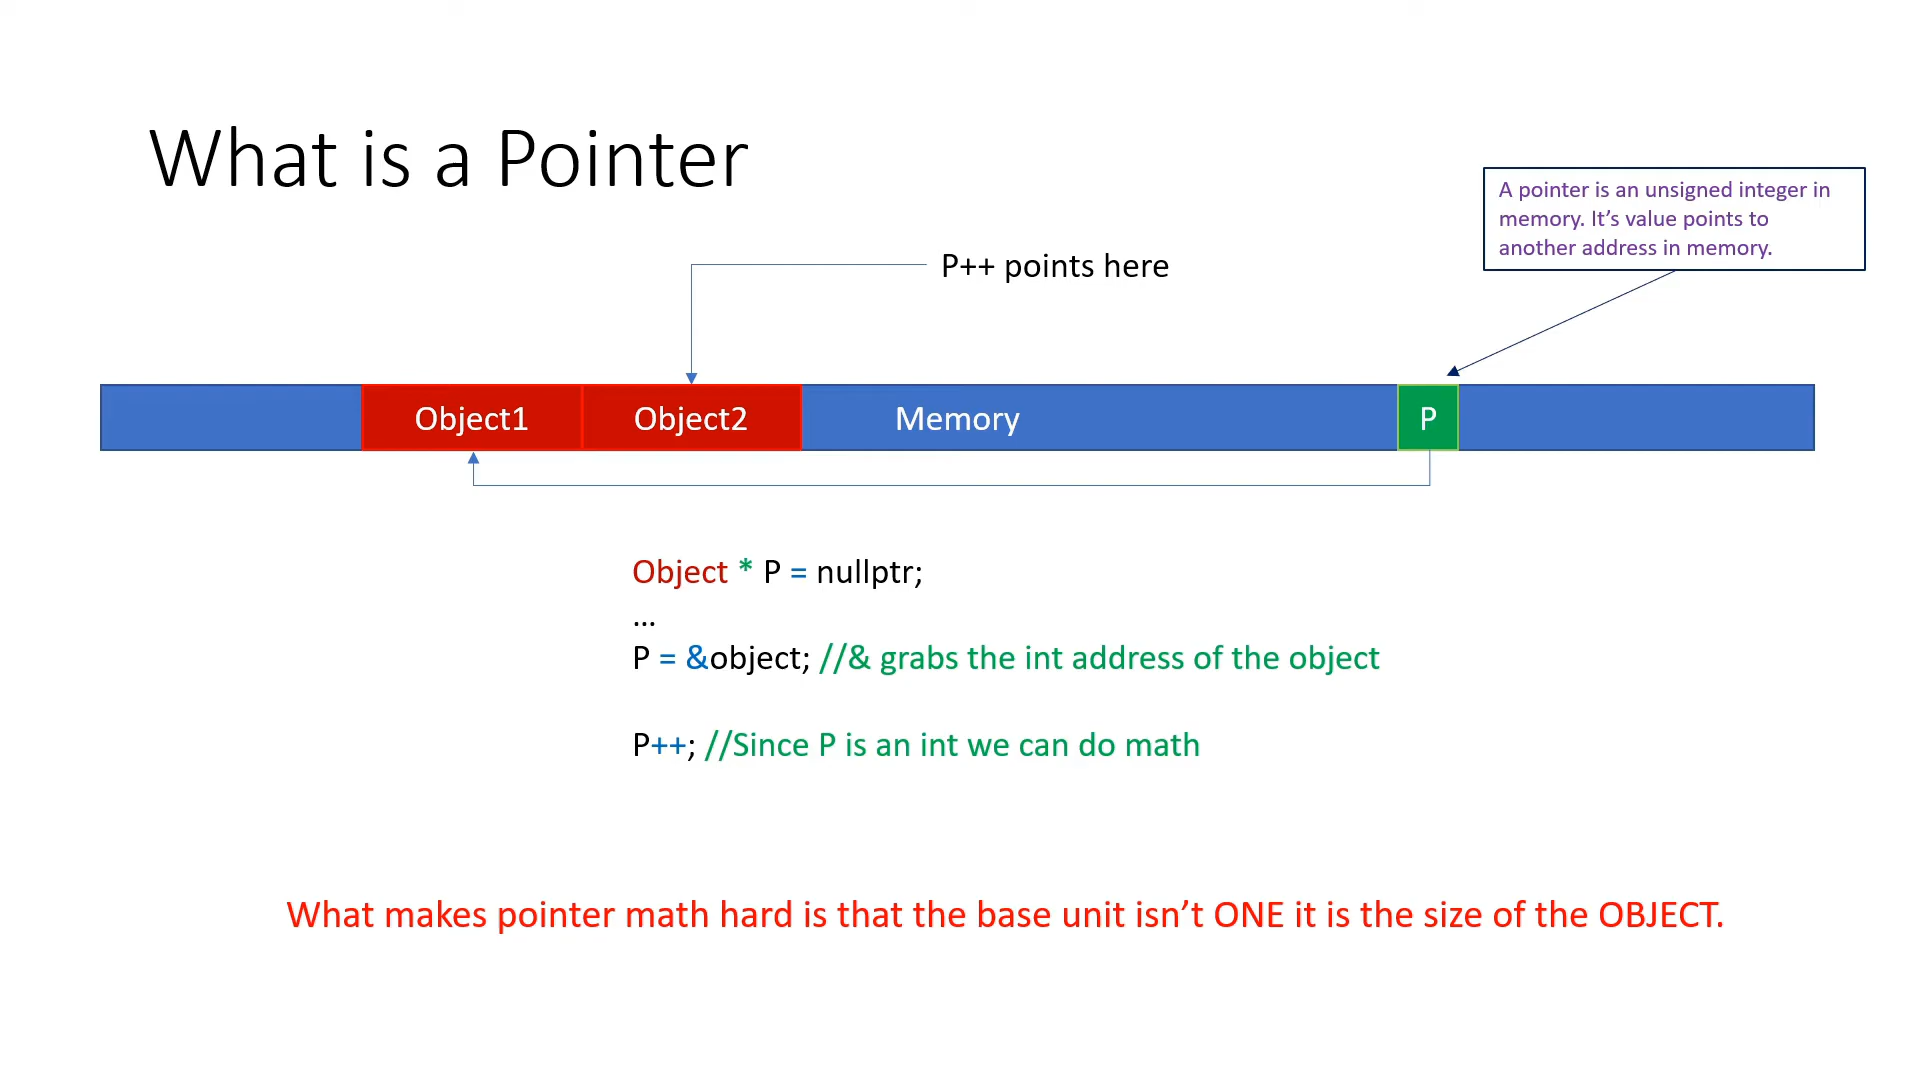 What is a Pointer
A pointer is an unsigned integer in
memory. It’s value points to
another address in memory.
P++ points here
Object1
Object2
Memory
P
Object * P = nullptr;
…
P = &object; //& grabs the int address of the object
P++; //Since P is an int we can do math
What makes pointer math hard is that the base unit isn’t ONE it is the size of the OBJECT.